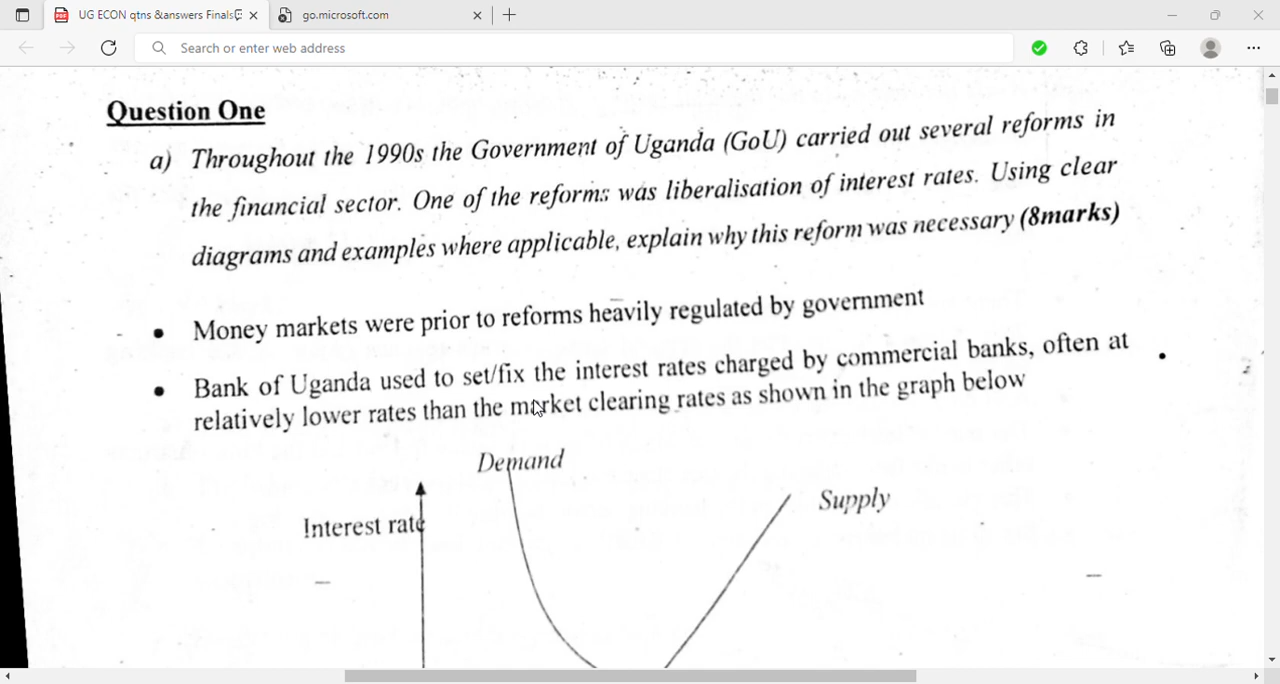 UG ECON qtns &answers Finals
go.microsoft.com
Search or enter web address
Question One
a) Throughout the 1990s the Government of Uganda (GoU) carried out several reforms in
the financial sector. One of the reforms was liberalisation of interest rates. Using clear
diagrams and examples where applicable, explain why this reform was necessary (8marks)
• Money markets were prior to reforms heavily regulated by government
• Bank of Uganda used to set/fix the interest rates charged by commercial banks, often at
relatively lower rates than the market clearing rates as shown in the graph below
Demand
Supply
Interest rate